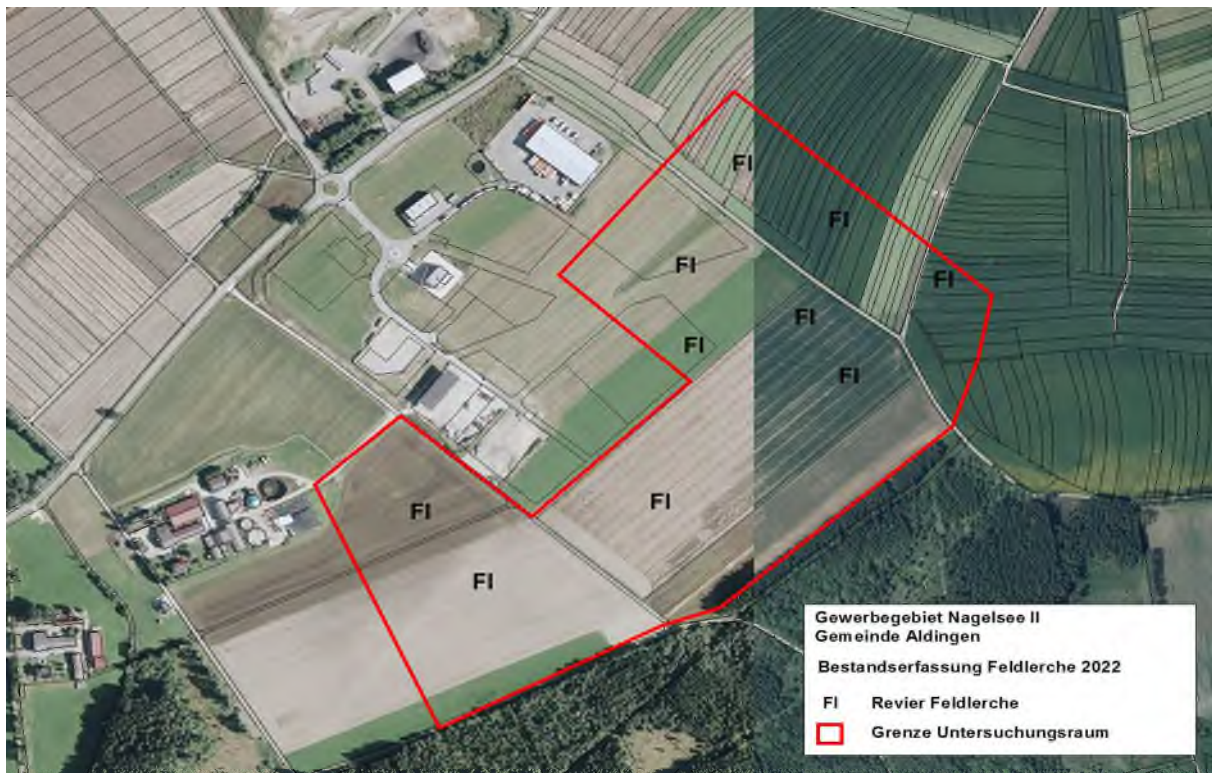 Fl
Fl
Fl
Fl
Fl
Fl
Fl
Fl
Fl
Fl
Gewerbegebiet Nagelsee II
Gemeinde Aldingen
Bestandserfassung Feldlerche 2022
Fl Revier Feldlerche
Grenze Untersuchungsraum